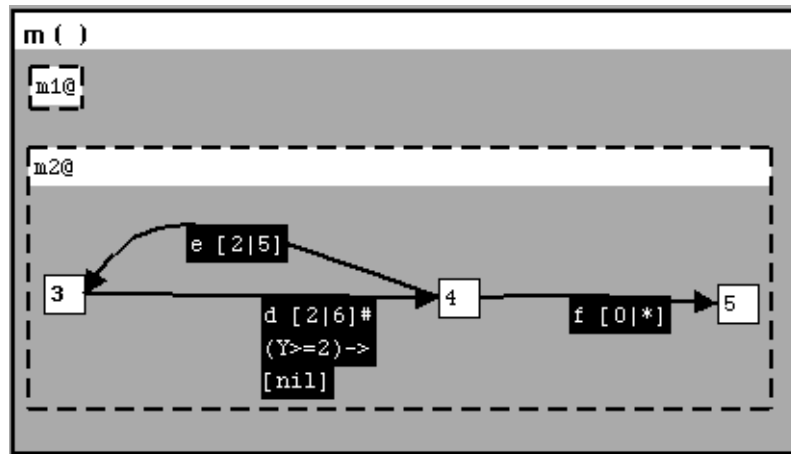 m ( )
m1@
m2@
e [2|5]
3
4
5
d [2|6]#
(Y>=2)->
[nil]
f [0|*]